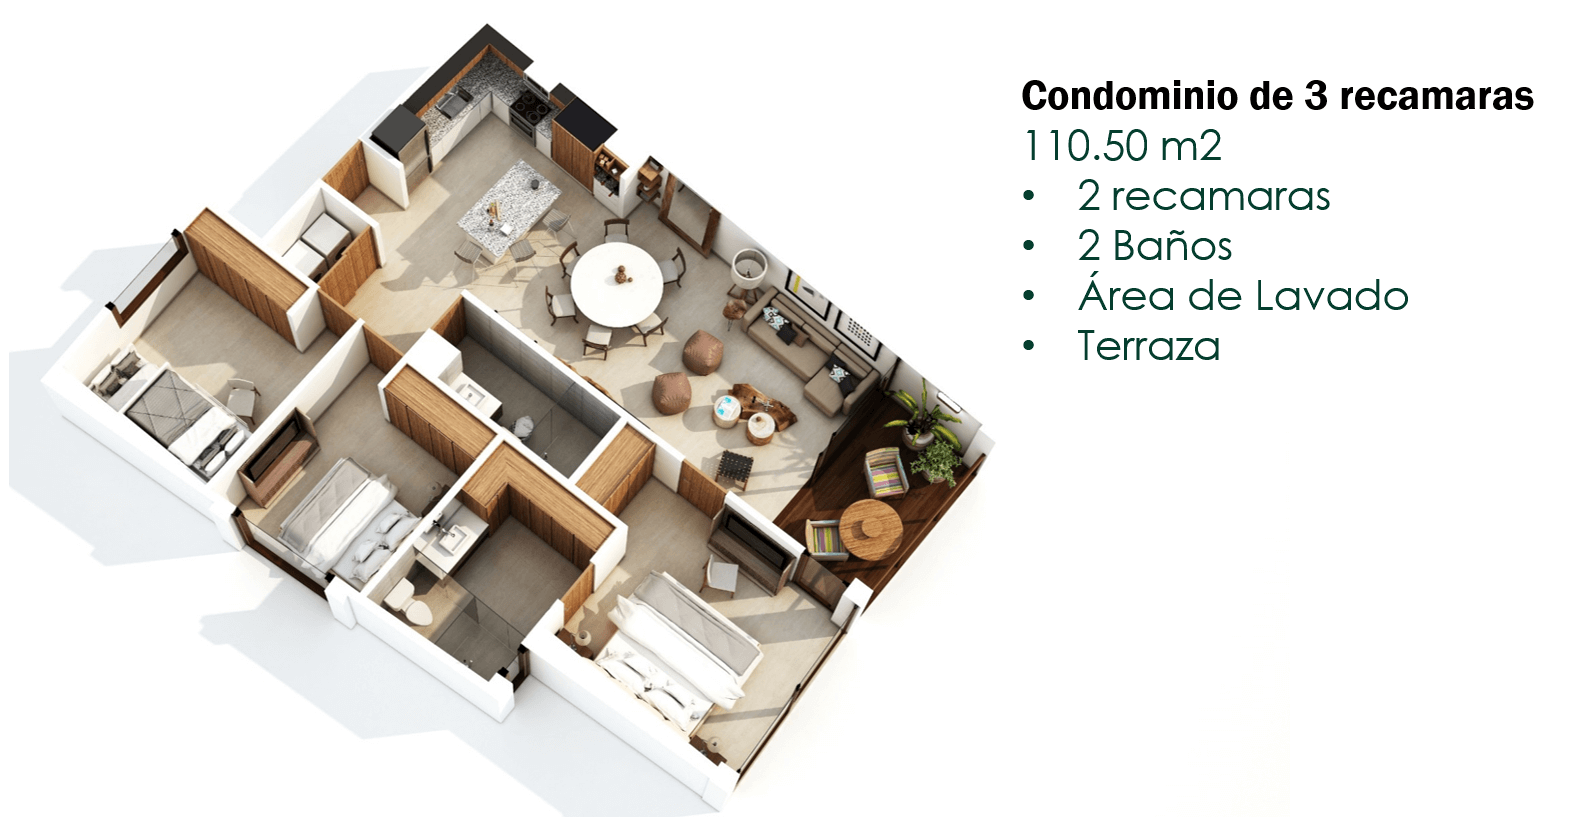 Condominio de 3 recamaras
110.50 m2
• 2 recamaras
• 2 Baños
• Área de Lavado
• Terraza